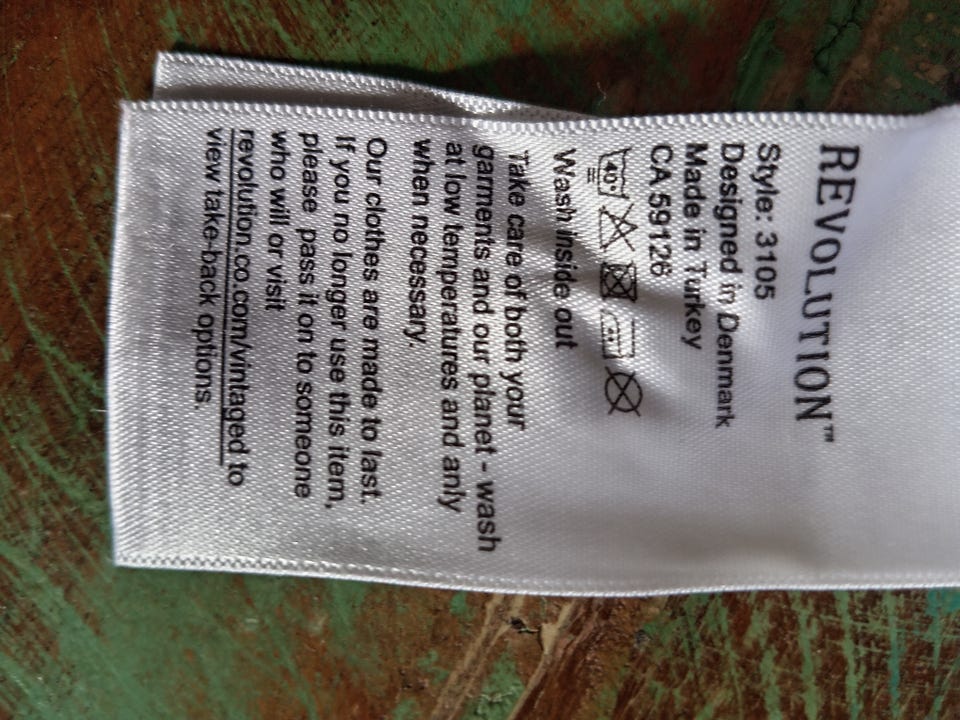 REVOLUTION™
Style: 3105
Designed in Denmark
Made in Turkey
CA 59126
40°
Wash inside out
Take care of both your
garments and our planet - wash
at low temperatures and anly
when necessary.
Our clothes are made to last.
If you no longer use this item,
please pass it on to someone
who will or visit
revolution.co.com/vintaged to
view take-back options.